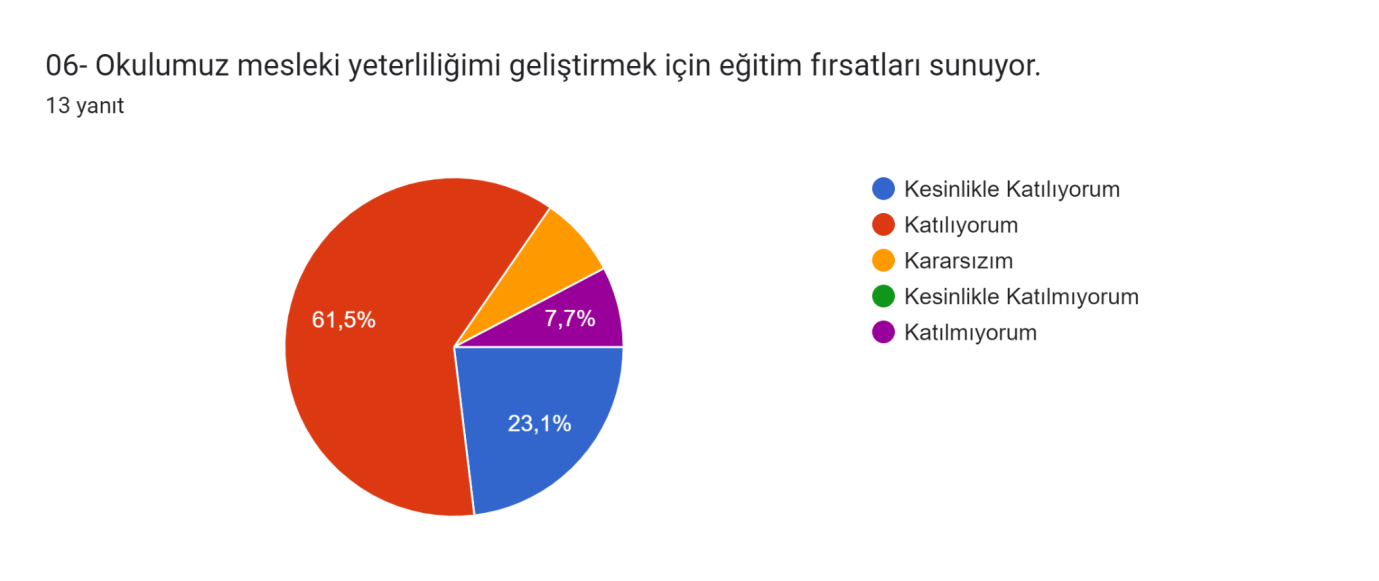 06- Okulumuz mesleki yeterliliğimi geliştirmek için eğitim fırsatları sunuyor.
13 yanıt
Kesinlikle Katılıyorum
Katılıyorum
Kararsızım
Kesinlikle Katılmıyorum
Katılmıyorum
61,5%
7,7%
23,1%